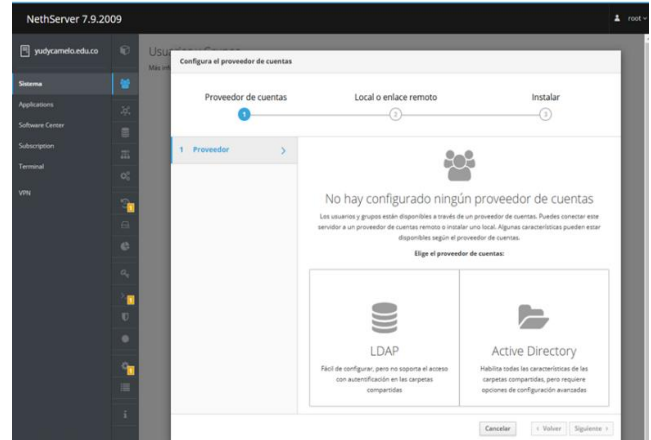 NethServer 7.9.2009
root
yudycamelo.edu.co
Sistema
Applications
Software Center
Subscription
Terminal
VPN
Configura el proveedor de cuentas
Proveedor de cuentas
Local o enlace remoto
Instalar
1
2
3
1 Proveedor
No hay configurado ningún proveedor de cuentas
Los usuarios y grupos están disponibles a través de un proveedor de cuentas. Puedes conectar este
servidor a un proveedor de cuentas remoto o instalar uno local. Algunas características pueden estar
disponibles según el proveedor de cuentas.
Elige el proveedor de cuentas:
LDAP
Fácil de configurar, pero no soporta el acceso
con autentificación en las carpetas
compartidas
Active Directory
Habilita todas las características de las
carpetas compartidas, pero requiere
opciones de configuración avanzadas
Cancelar
Volver
Siguiente